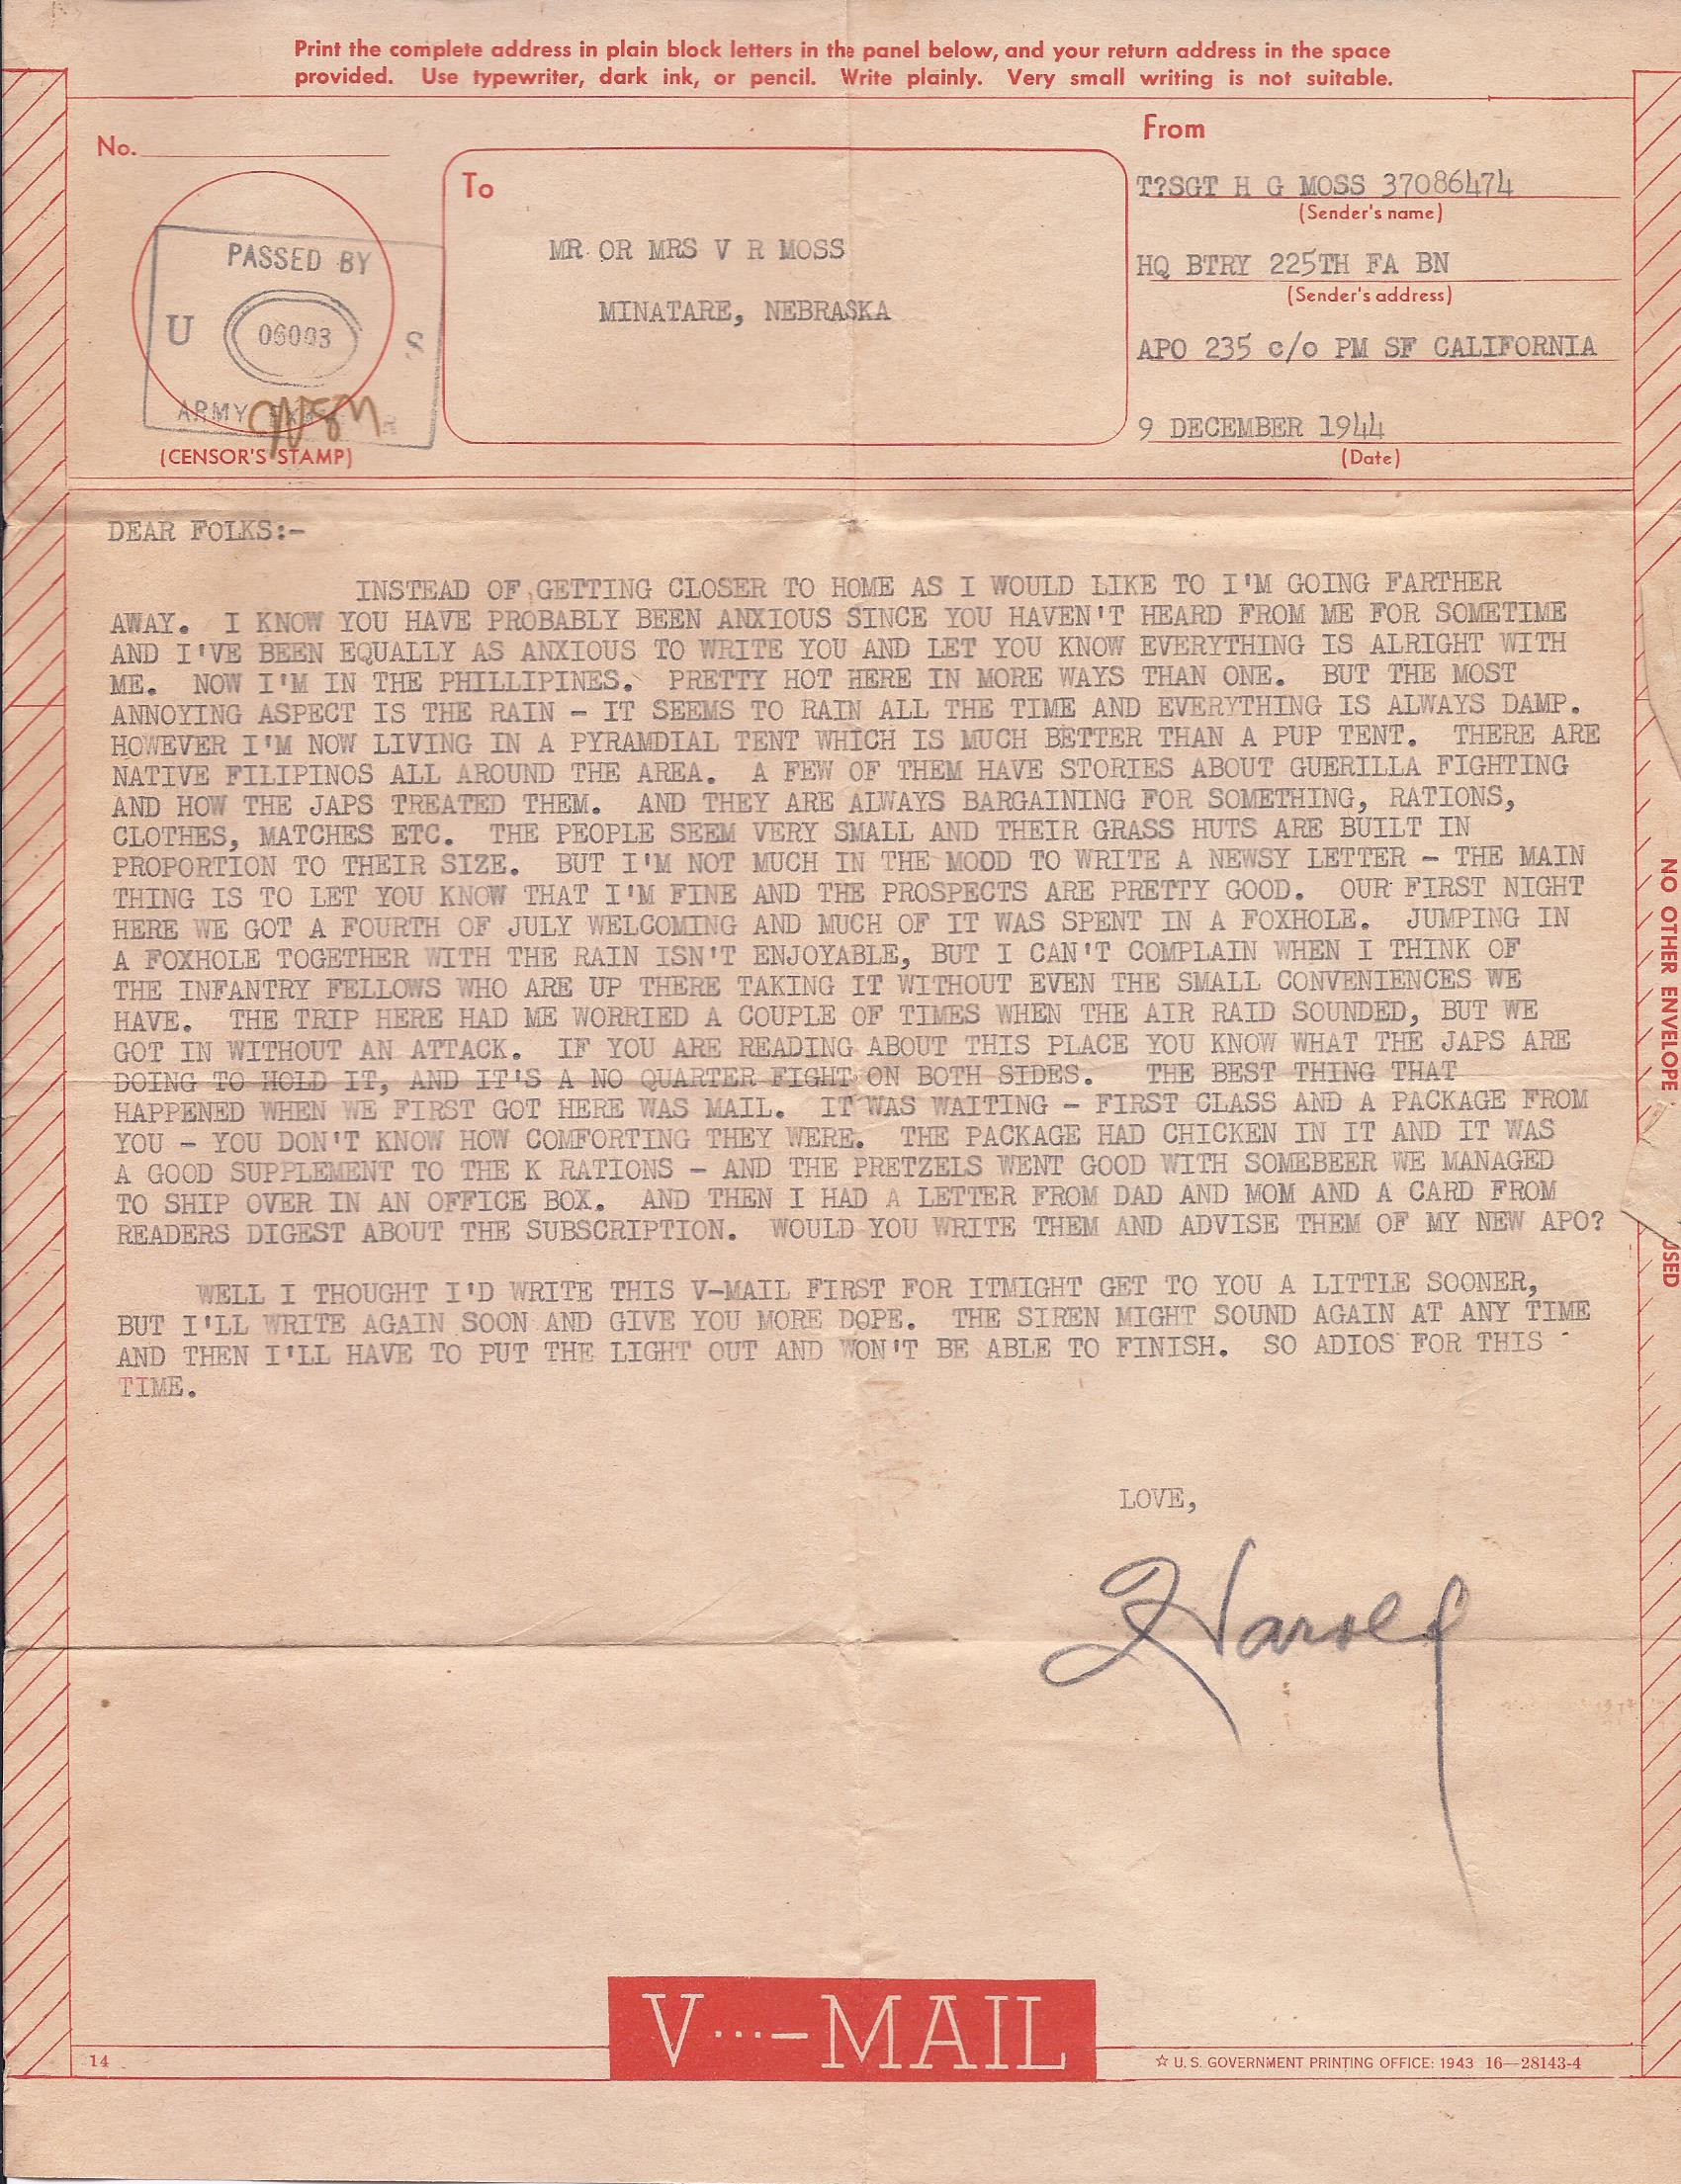 Print the complete address in plain block letters in the panel below, and your return address in the space
provided. Use typewriter, dark ink, or pencil. Write plainly. Very small writing is not suitable.
No.
PASSED BY
U 06003 S
ARMY
(CENSOR'S STAMP)
To
MR OR MRS V R MOSS
MINATARE, NEBRASKA
From
T?SGT H G MOSS 37086474
(Sender's name)
HQ BTRY 225TH FA BN
(Sender's address)
APO 235 c/o PM SF CALIFORNIA
9 DECEMBER 1944
(Date)
DEAR FOLKS:-
INSTEAD OF GETTING CLOSER TO HOME AS I WOULD LIKE TO I'M GOING FARTHER
AWAY. I KNOW YOU HAVE PROBABLY BEEN ANXIOUS SINCE YOU HAVEN'T HEARD FROM ME FOR SOMETIME
AND I'VE BEEN EQUALLY AS ANXIOUS TO WRITE YOU AND LET YOU KNOW EVERYTHING IS ALRIGHT WITH
ME. NOW I'M IN THE PHILLIPINES. PRETTY HOT HERE IN MORE WAYS THAN ONE. BUT THE MOST
ANNOYING ASPECT IS THE RAIN - IT SEEMS TO RAIN ALL THE TIME AND EVERYTHING IS ALWAYS DAMP.
HOWEVER I'M NOW LIVING IN A PYRAMDIAL TENT WHICH IS MUCH BETTER THAN A PUP TENT. THERE ARE
NATIVE FILIPINOS ALL AROUND THE AREA. A FEW OF THEM HAVE STORIES ABOUT GUERILLA FIGHTING
AND HOW THE JAPS TREATED THEM. AND THEY ARE ALWAYS BARGAINING FOR SOMETHING, RATIONS,
CLOTHES, MATCHES ETC. THE PEOPLE SEEM VERY SMALL AND THEIR GRASS HUTS ARE BUILT IN
PROPORTION TO THEIR SIZE. BUT I'M NOT MUCH IN THE MOOD TO WRITE A NEWSY LETTER - THE MAIN
THING IS TO LET YOU KNOW THAT I'M FINE AND THE PROSPECTS ARE PRETTY GOOD. OUR FIRST NIGHT
HERE WE GOT A FOURTH OF JULY WELCOMING AND MUCH OF IT WAS SPENT IN A FOXHOLE. JUMPING IN
A FOXHOLE TOGETHER WITH THE RAIN ISN'T ENJOYABLE, BUT I CAN'T COMPLAIN WHEN I THINK OF
THE INFANTRY FELLOWS WHO ARE UP THERE TAKING IT WITHOUT EVEN THE SMALL CONVENIENCES WE
HAVE. THE TRIP HERE HAD ME WORRIED A COUPLE OF TIMES WHEN THE AIR RAID SOUNDED, BUT WE
GOT IN WITHOUT AN ATTACK. IF YOU ARE READING ABOUT THIS PLACE YOU KNOW WHAT THE JAPS ARE
DOING TO HOLD IT, AND IT'S A NO QUARTER FIGHT ON BOTH SIDES. THE BEST THING THAT
HAPPENED WHEN WE FIRST GOT HERE WAS MAIL. IT WAS WAITING - FIRST CLASS AND A PACKAGE FROM
YOU - YOU DON'T KNOW HOW COMFORTING THEY WERE. THE PACKAGE HAD CHICKEN IN IT AND IT WAS
A GOOD SUPPLEMENT TO THE K RATIONS - AND THE PRETZELS WENT GOOD WITH SOMEBEER WE MANAGED
TO SHIP OVER IN AN OFFICE BOX. AND THEN I HAD A LETTER FROM DAD AND MOM AND A CARD FROM
READERS DIGEST ABOUT THE SUBSCRIPTION. WOULD YOU WRITE THEM AND ADVISE THEM OF MY NEW APO?
WELL I THOUGHT I'D WRITE THIS V-MAIL FIRST FOR ITMIGHT GET TO YOU A LITTLE SOONER,
BUT I'LL WRITE AGAIN SOON AND GIVE YOU MORE DOPE. THE SIREN MIGHT SOUND AGAIN AT ANY TIME
AND THEN I'LL HAVE TO PUT THE LIGHT OUT AND WON'T BE ABLE TO FINISH. SO ADIOS FOR THIS
TIME.
LOVE,
Harold
NO OTHER ENVELOPE
USED
V...—MAIL
14
☆ U. S. GOVERNMENT PRINTING OFFICE: 1943 16—28143-4